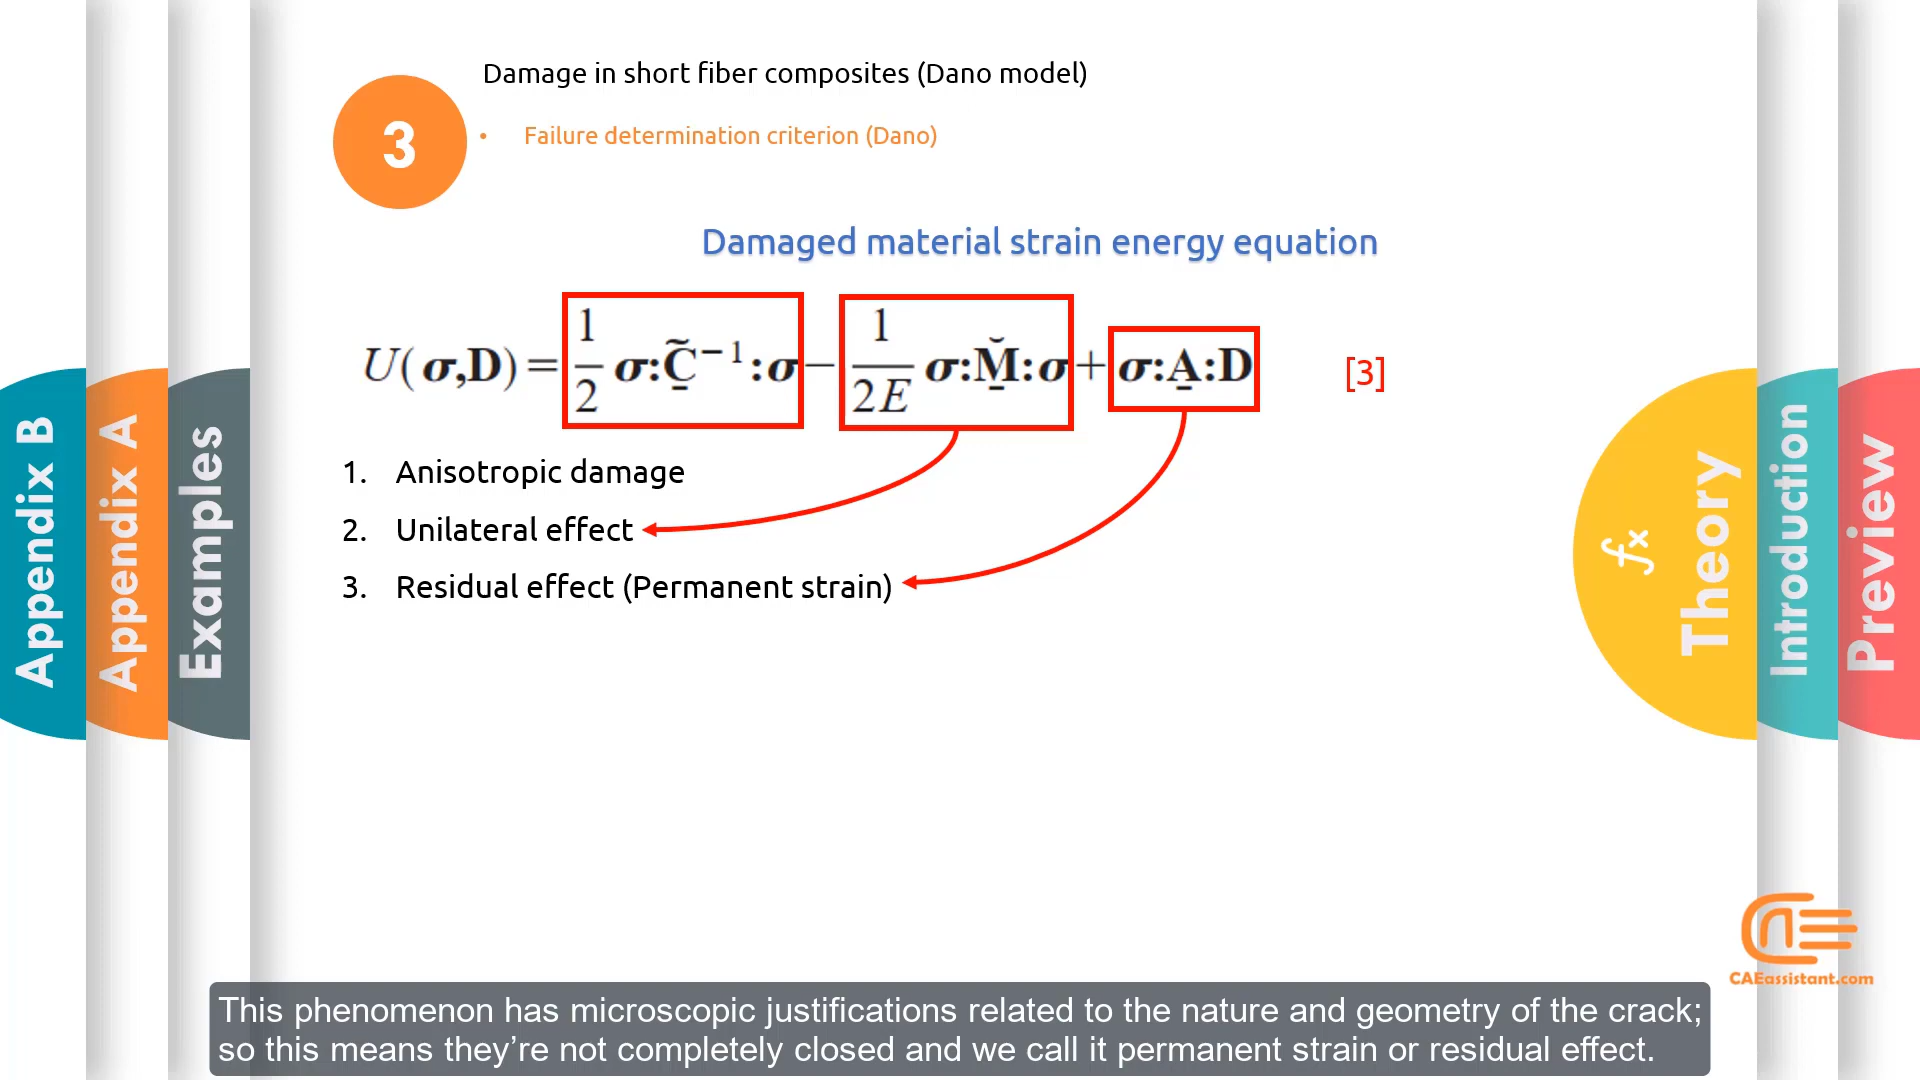 Damage in short fiber composites (Dano model)
3
• Failure determination criterion (Dano)
Damaged material strain energy equation
U(σ,D) = 1/2 σ:C̃⁻¹:σ − 1/2E σ:M̆:σ + σ:A:D [3]
1. Anisotropic damage
2. Unilateral effect
3. Residual effect (Permanent strain)
Appendix B
Appendix A
Examples
fx
Theory
Introduction
Preview
CAEassistant.com
This phenomenon has microscopic justifications related to the nature and geometry of the crack;
so this means they’re not completely closed and we call it permanent strain or residual effect.